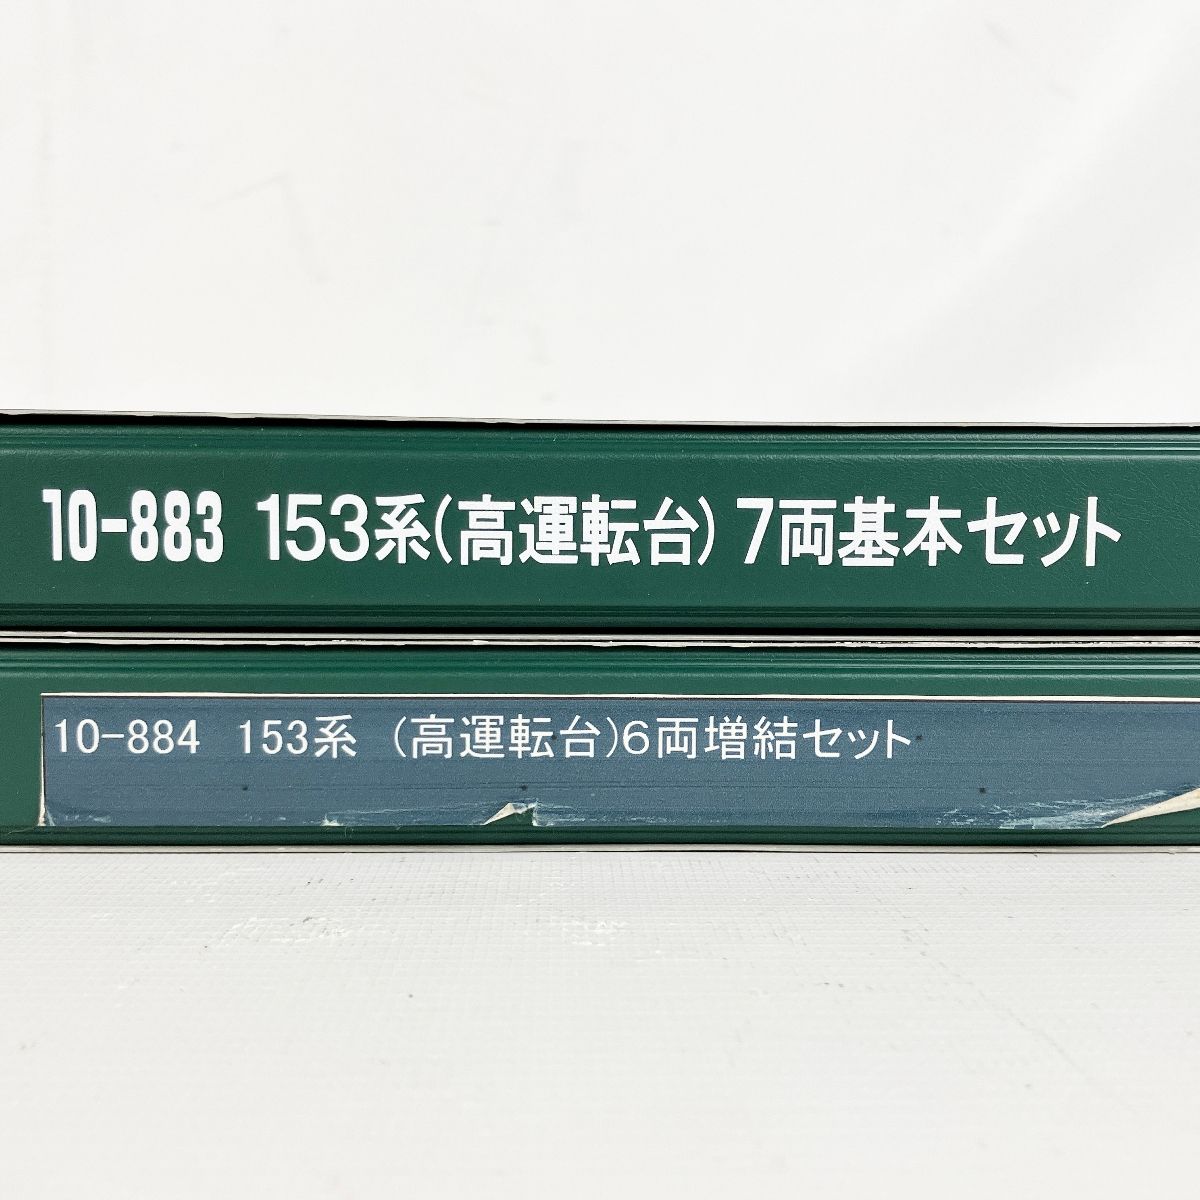 10-883 153系(高運転台) 7両基本セット
10-884 153系 (高運転台)6両増結セット